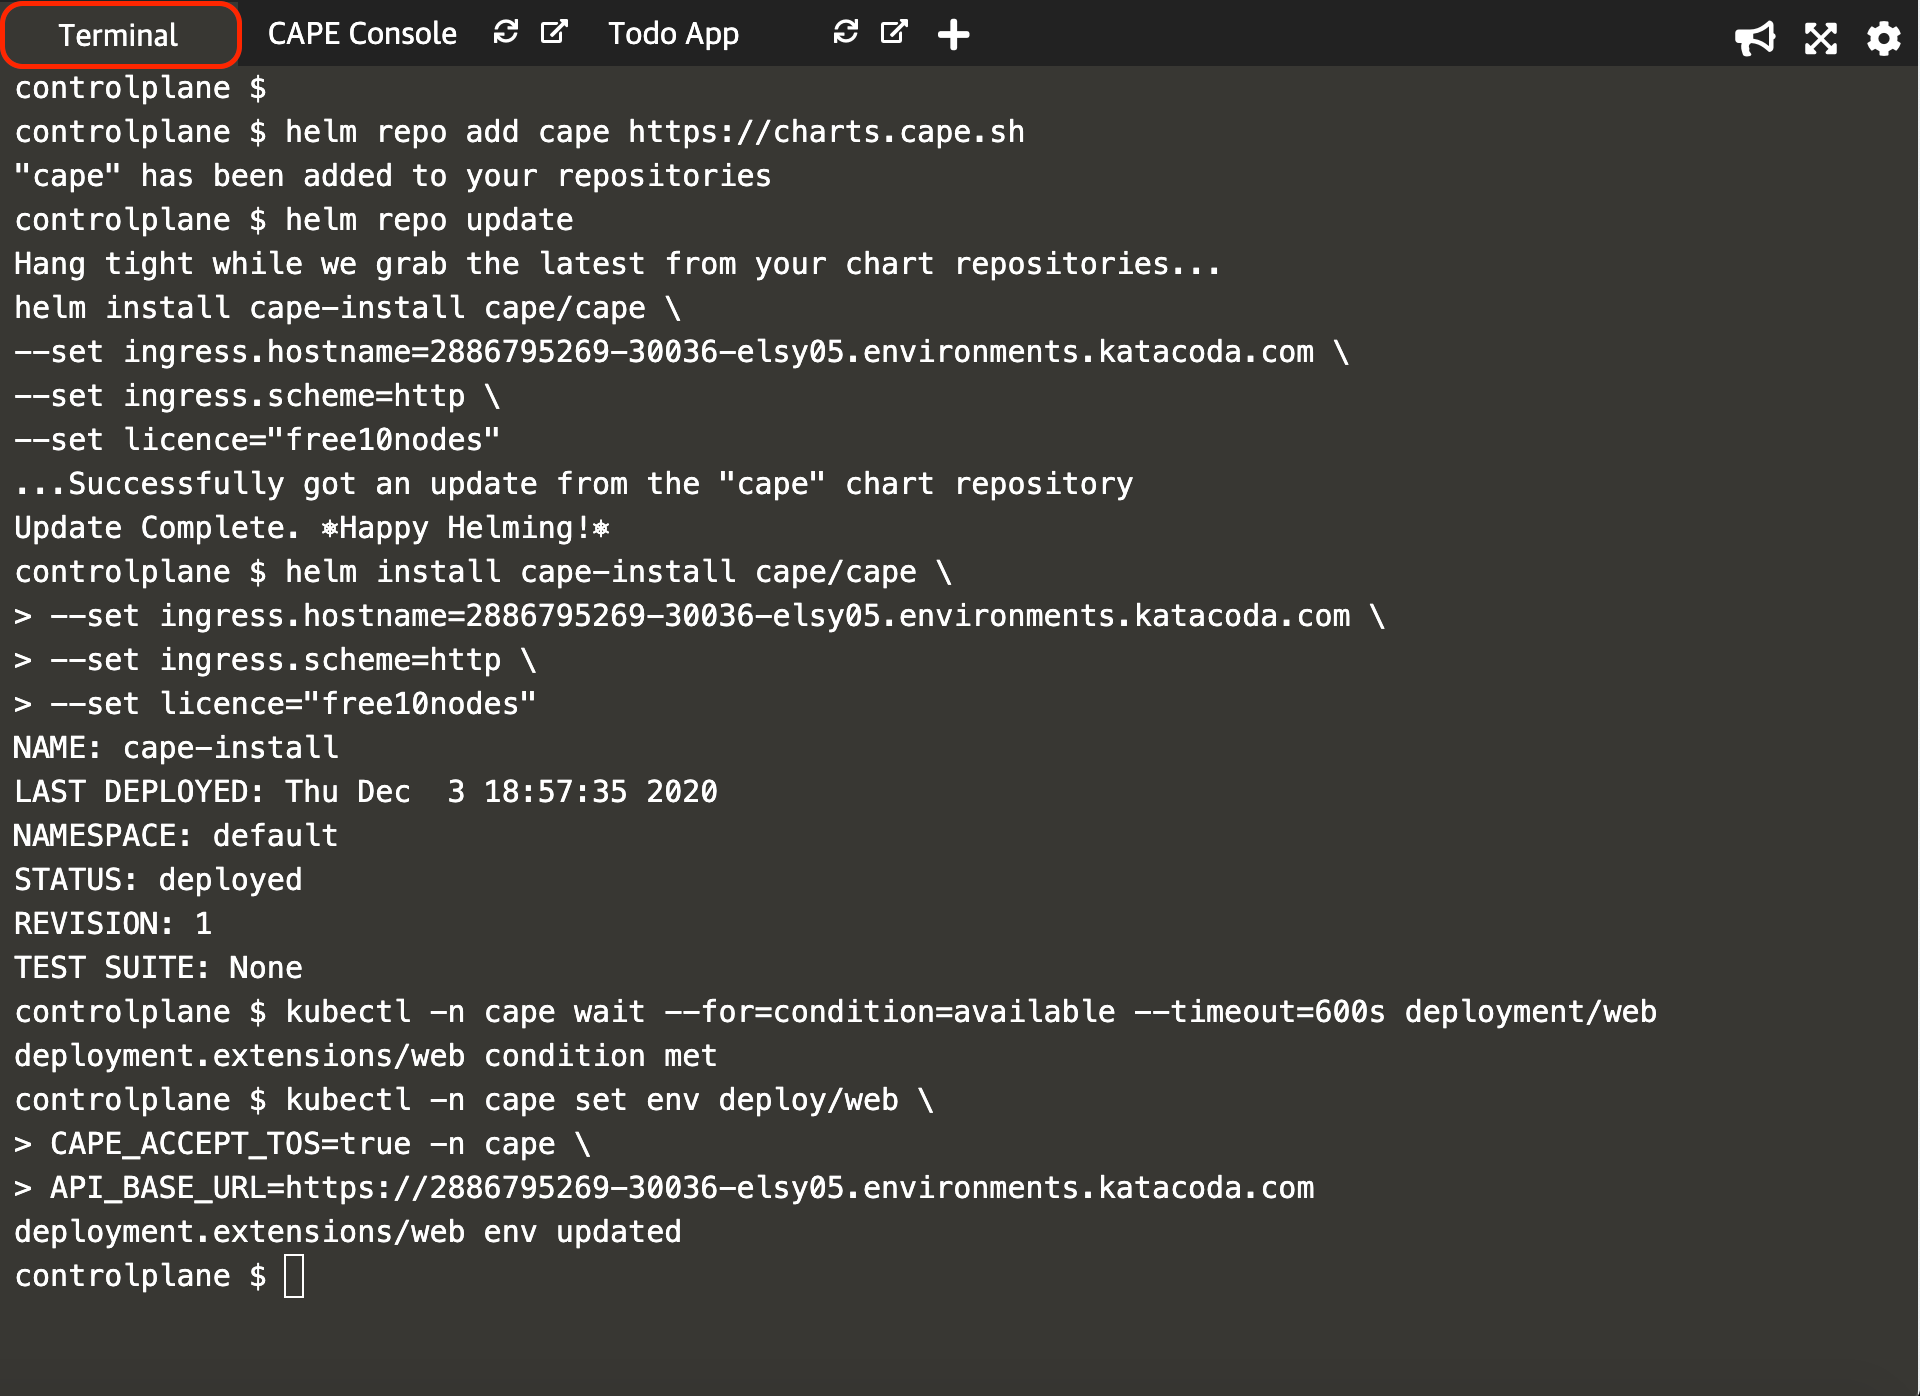 Terminal CAPE Console Todo App
controlplane $
controlplane $ helm repo add cape https://charts.cape.sh
"cape" has been added to your repositories
controlplane $ helm repo update
Hang tight while we grab the latest from your chart repositories...
helm install cape-install cape/cape \
--set ingress.hostname=2886795269-30036-elsy05.environments.katacoda.com \
--set ingress.scheme=http \
--set licence="free10nodes"
...Successfully got an update from the "cape" chart repository
Update Complete. ⎈Happy Helming!⎈
controlplane $ helm install cape-install cape/cape \
> --set ingress.hostname=2886795269-30036-elsy05.environments.katacoda.com \
> --set ingress.scheme=http \
> --set licence="free10nodes"
NAME: cape-install
LAST DEPLOYED: Thu Dec  3 18:57:35 2020
NAMESPACE: default
STATUS: deployed
REVISION: 1
TEST SUITE: None
controlplane $ kubectl -n cape wait --for=condition=available --timeout=600s deployment/web
deployment.extensions/web condition met
controlplane $ kubectl -n cape set env deploy/web \
> CAPE_ACCEPT_TOS=true -n cape \
> API_BASE_URL=https://2886795269-30036-elsy05.environments.katacoda.com
deployment.extensions/web env updated
controlplane $